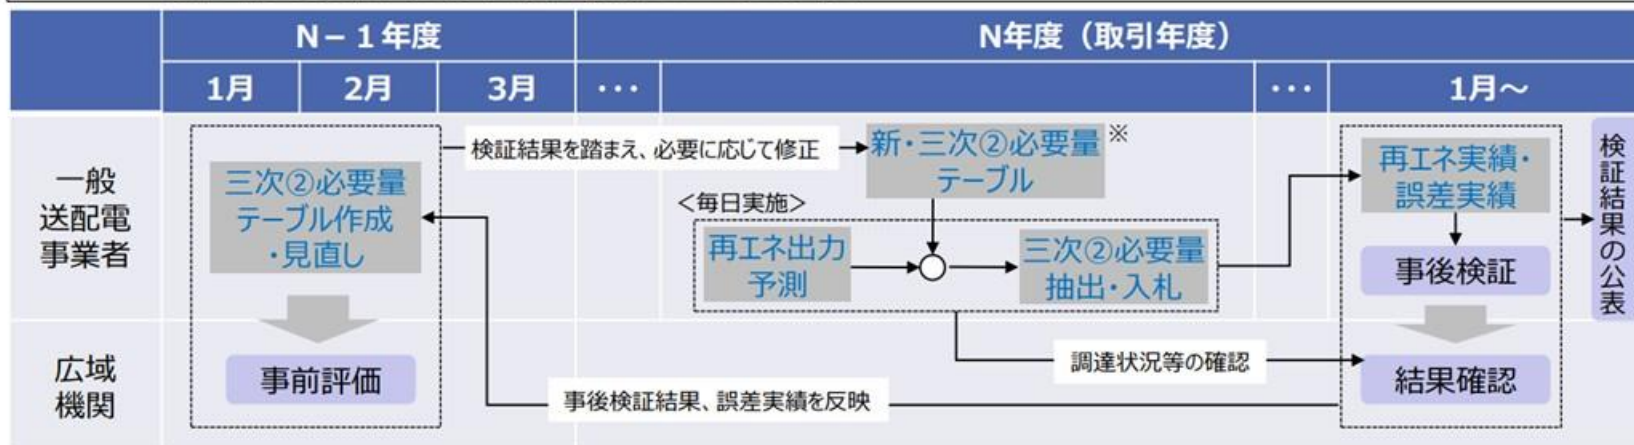 N－１年度
N年度（取引年度）
1月
2月
3月
・・・
・・・
1月～
一般
送配電
事業者
三次②必要量
テーブル作成
・見直し
検証結果を踏まえ、必要に応じて修正
新・三次②必要量
テーブル
※
＜毎日実施＞
再エネ出力
予測
三次②必要量
抽出・入札
再エネ実績・
誤差実績
事後検証
検証結果の公表
広域
機関
事前評価
事後検証結果、誤差実績を反映
調達状況等の確認
結果確認